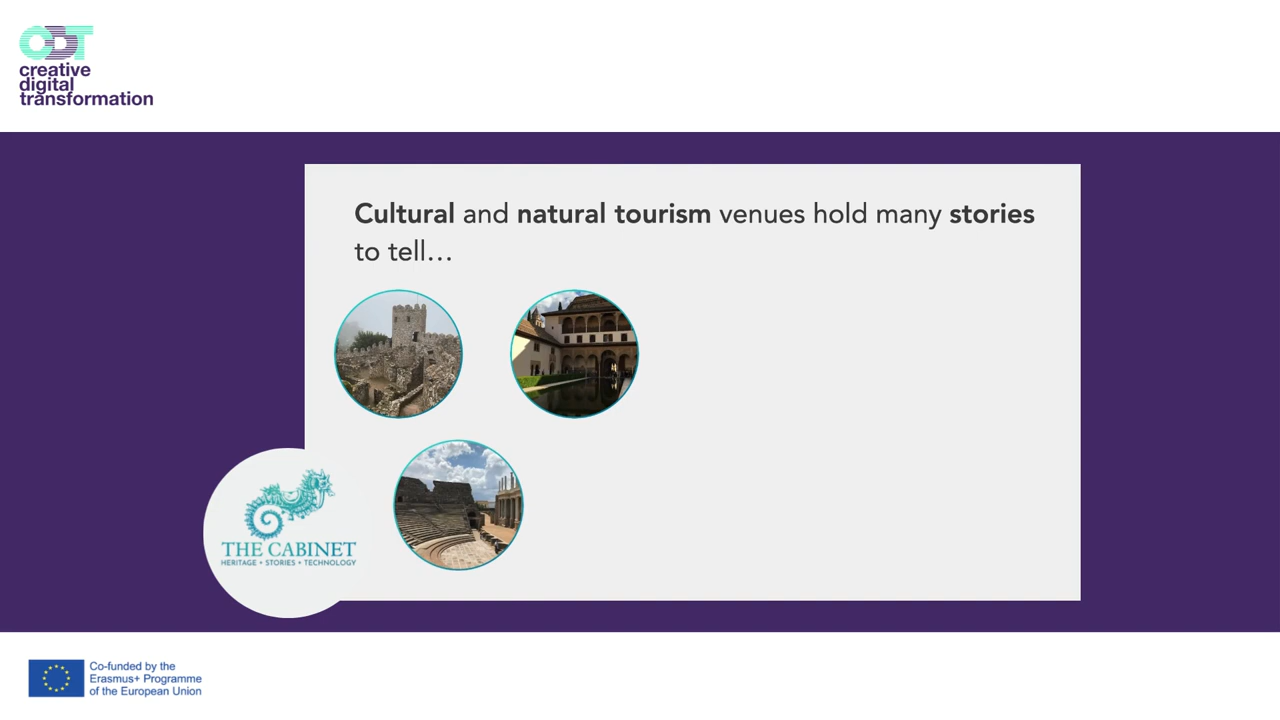 CDT
creative
digital
transformation
Cultural and natural tourism venues hold many stories
to tell…
THE CABINET
HERITAGE + STORIES + TECHNOLOGY
Co-funded by the
Erasmus+ Programme
of the European Union